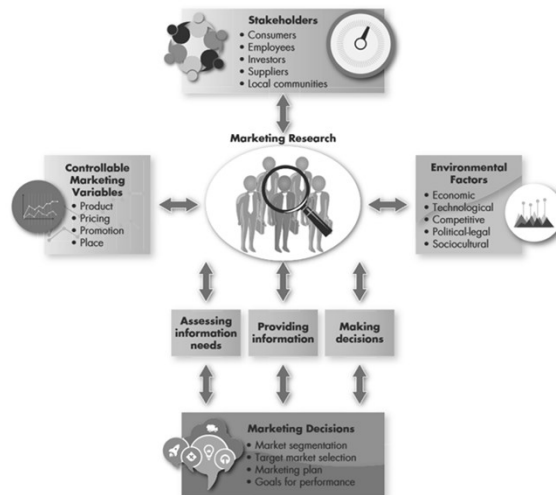 Stakeholders
• Consumers
• Employees
• Investors
• Suppliers
• Local communities
Marketing Research
Controllable
Marketing
Variables
• Product
• Pricing
• Promotion
• Place
Environmental
Factors
• Economic
• Technological
• Competitive
• Political-legal
• Sociocultural
Assessing
information
needs
Providing
information
Making
decisions
Marketing Decisions
• Market segmentation
• Target market selection
• Marketing plan
• Goals for performance